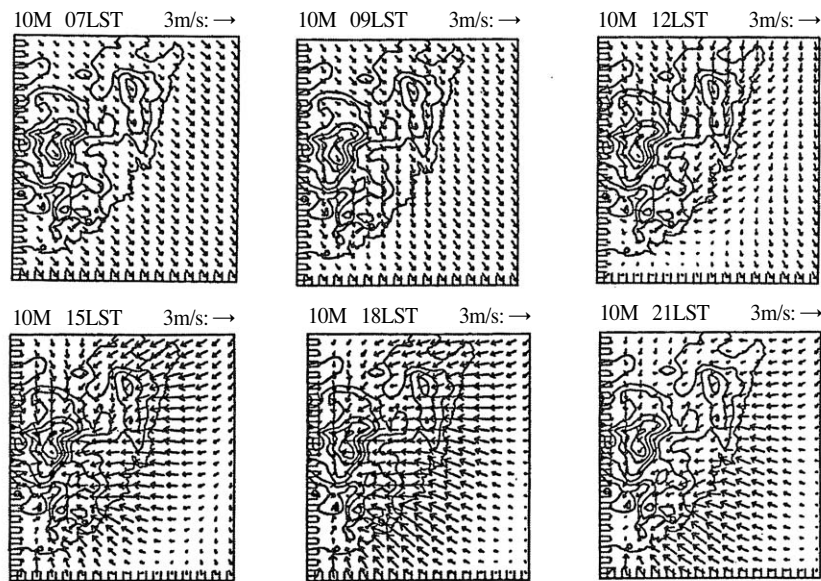 10M 07LST 3m/s: →
10M 09LST 3m/s: →
10M 12LST 3m/s: →
10M 15LST 3m/s: →
10M 18LST 3m/s: →
10M 21LST 3m/s: →